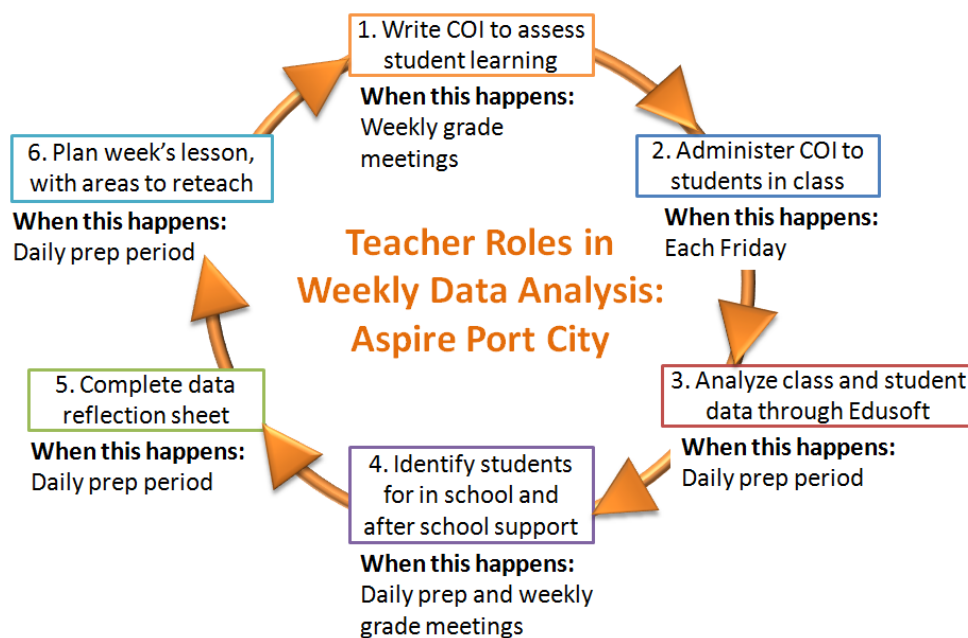 1. Write COI to assess
student learning
When this happens:
Weekly grade
meetings
2. Administer COI to
students in class
When this happens:
Each Friday
3. Analyze class and student
data through Edusoft
When this happens:
Daily prep period
4. Identify students
for in school and
after school support
When this happens:
Daily prep and weekly
grade meetings
5. Complete data
reflection sheet
When this happens:
Daily prep period
6. Plan week's lesson,
with areas to reteach
When this happens:
Daily prep period
Teacher Roles in
Weekly Data Analysis:
Aspire Port City